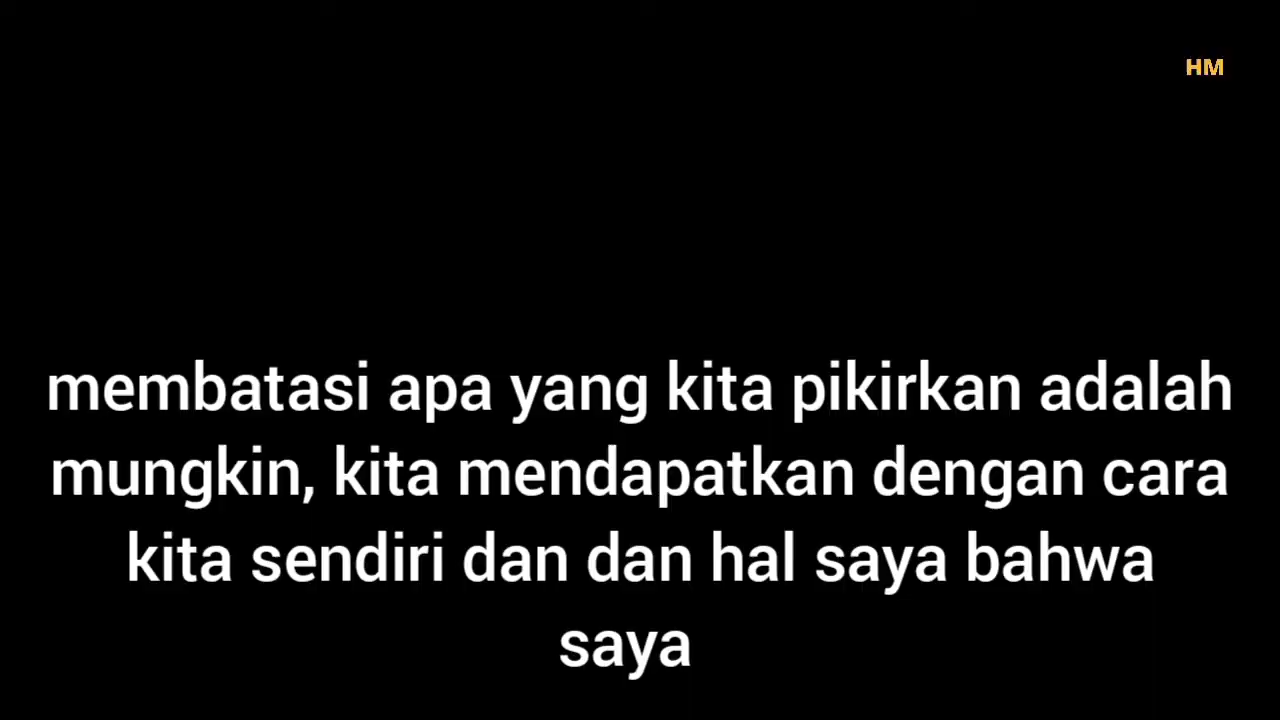 HM
membatasi apa yang kita pikirkan adalah
mungkin, kita mendapatkan dengan cara
kita sendiri dan dan hal saya bahwa
saya